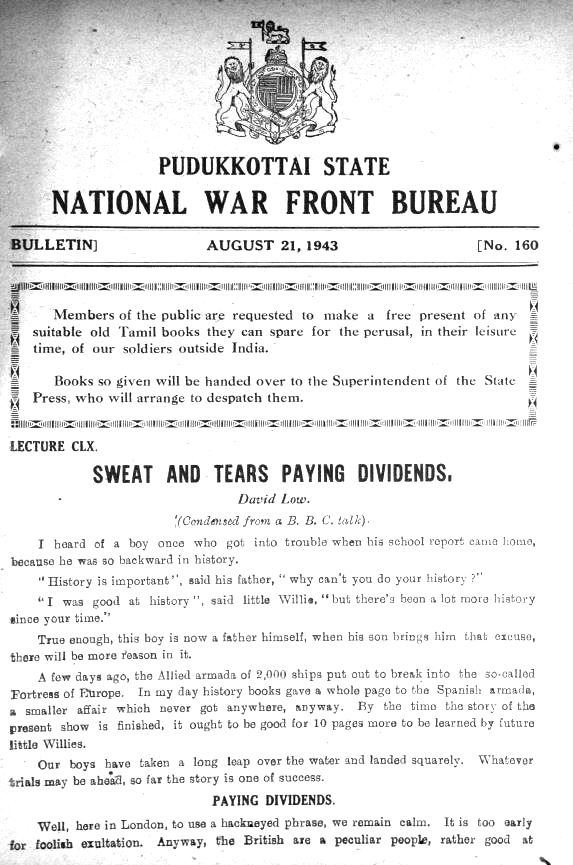 PUDUKKOTTAI STATE
NATIONAL WAR FRONT BUREAU
BULLETIN] AUGUST 21, 1943 [No. 160
Members of the public are requested to make a free present of any
suitable old Tamil books they can spare for the perusal, in their leisure
time, of our soldiers outside India.
Books so given will be handed over to the Superintendent of the State
Press, who will arrange to despatch them.
LECTURE CLX.
SWEAT AND TEARS PAYING DIVIDENDS.
David Low.
(Condensed from a B. B. C. talk).
I heard of a boy once who got into trouble when his school report came home,
because he was so backward in history.
"History is important", said his father, "why can't you do your history?"
"I was good at history", said little Willie, "but there's been a lot more history
since your time."
True enough, this boy is now a father himself, when his son brings him that excuse,
there will be more reason in it.
A few days ago, the Allied armada of 2,000 ships put out to break into the so-called
Fortress of Europe. In my day history books gave a whole page to the Spanish armada,
a smaller affair which never got anywhere, anyway. By the time the story of the
present show is finished, it ought to be good for 10 pages more to be learned by future
little Willies.
Our boys have taken a long leap over the water and landed squarely. Whatever
trials may be ahead, so far the story is one of success.
PAYING DIVIDENDS.
Well, here in London, to use a hackneyed phrase, we remain calm. It is too early
for foolish exultation. Anyway, the British are a peculiar people, rather good at